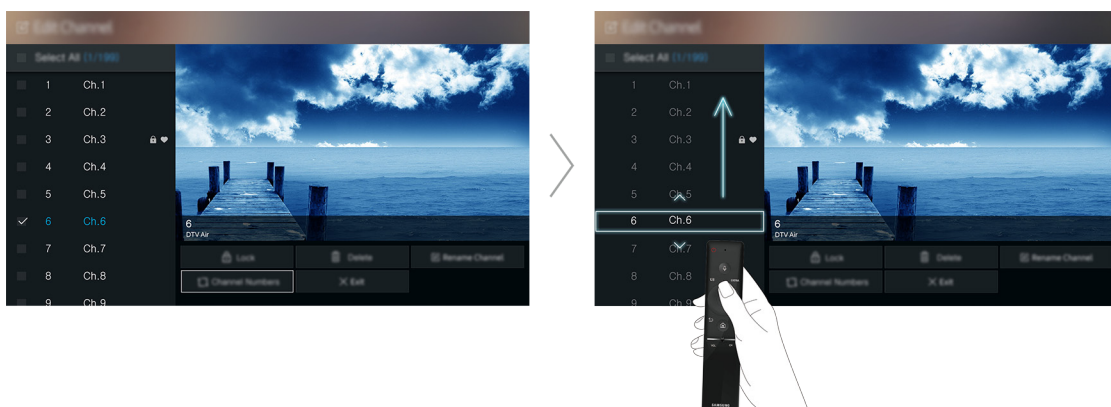 Edit Channel
Select All (1/199)
1 Ch.1
2 Ch.2
3 Ch.3
4 Ch.4
5 Ch.5
6 Ch.6
7 Ch.7
8 Ch.8
9 Ch.9
6
DTV Air
Lock Delete Rename Channel
Channel Numbers Exit
Edit Channel
Select All (1/199)
1 Ch.1
2 Ch.2
3 Ch.3
4 Ch.4
5 Ch.5
6 Ch.6
7 Ch.7
8 Ch.8
9 Ch.9
6
DTV Air
Lock Delete Rename Channel
Channel Numbers Exit
SAMSUNG